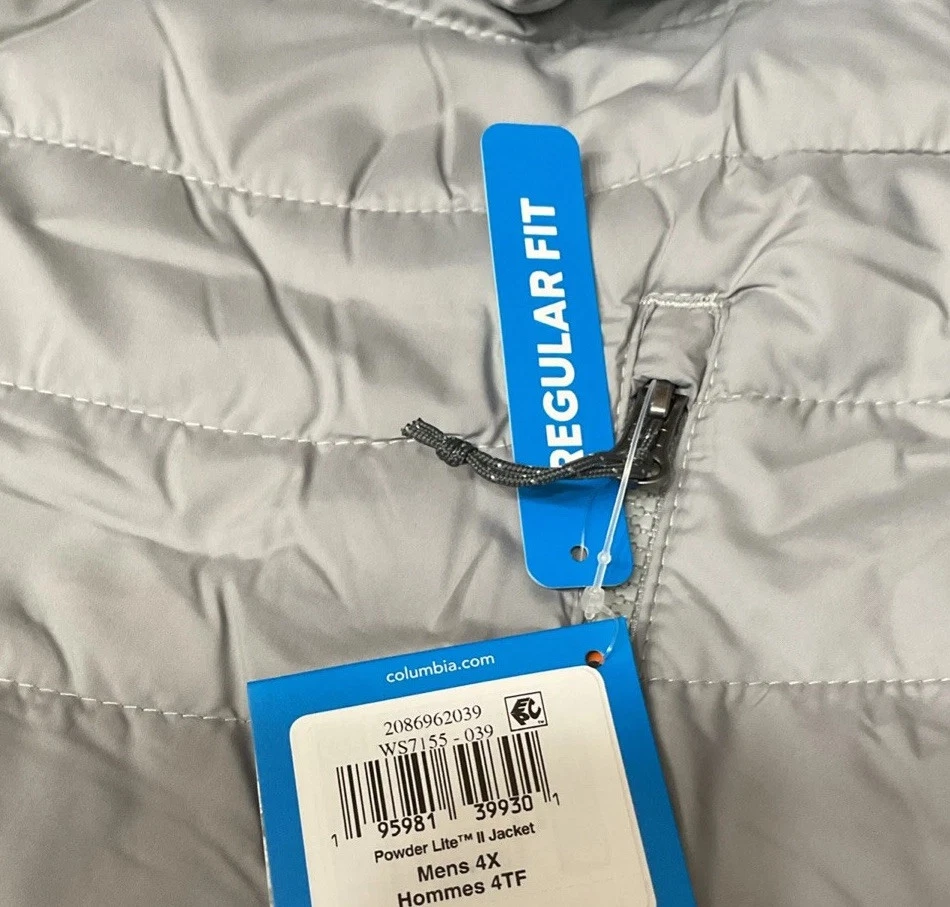 REGULAR FIT
columbia.com
2086962039
WS7155 - 039
1 95981 39930 1
Powder Lite™ II Jacket
Mens 4X
Hommes 4TF